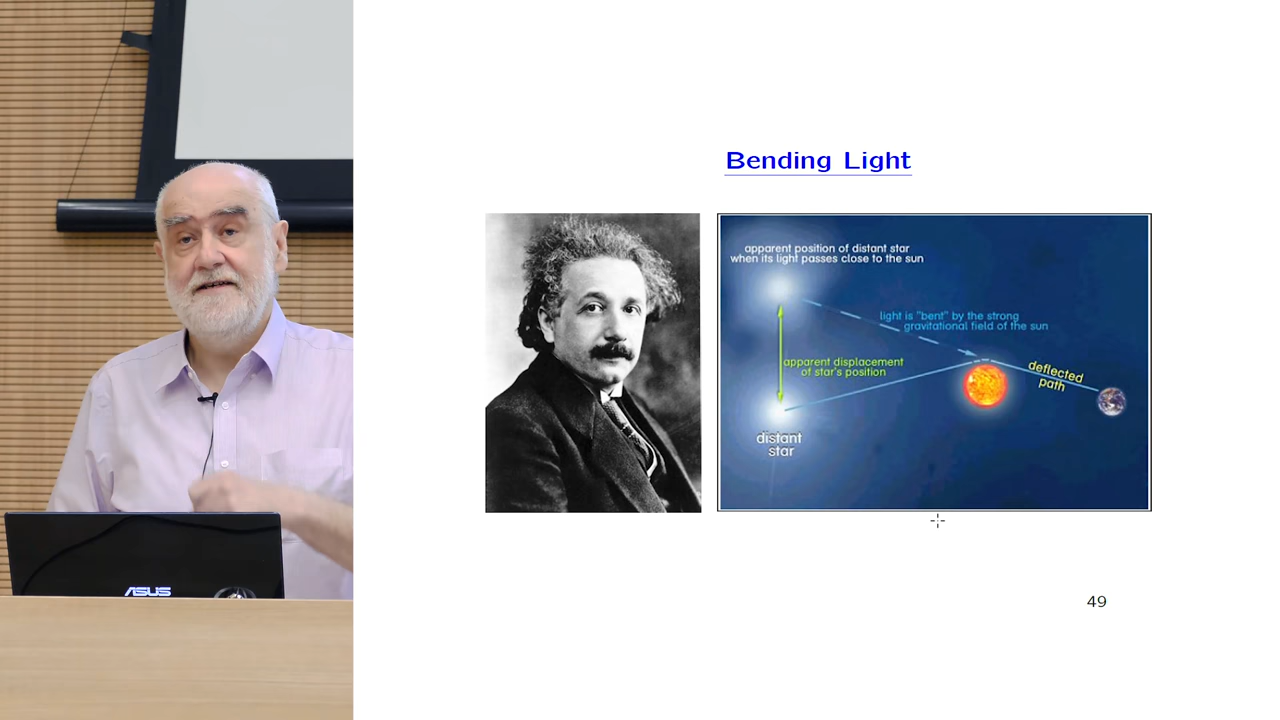 Bending Light
apparent position of distant star
when its light passes close to the sun
light is "bent" by the strong
gravitational field of the sun
apparent displacement
of star's position
deflected
path
distant
star
ASUS
49